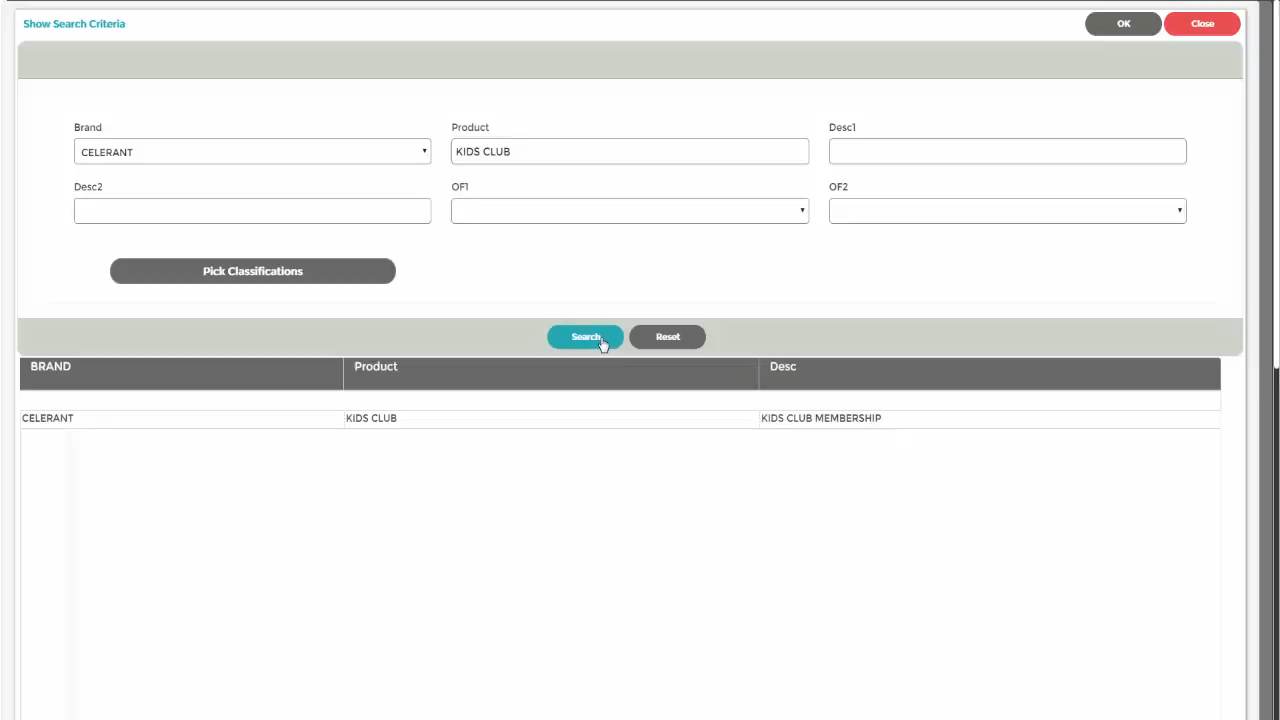 Show Search Criteria
OK
Close
Brand
Product
Desc1
CELERANT
KIDS CLUB
Desc2
OF1
OF2
Pick Classifications
Search
Reset
BRAND
Product
Desc
CELERANT
KIDS CLUB
KIDS CLUB MEMBERSHIP